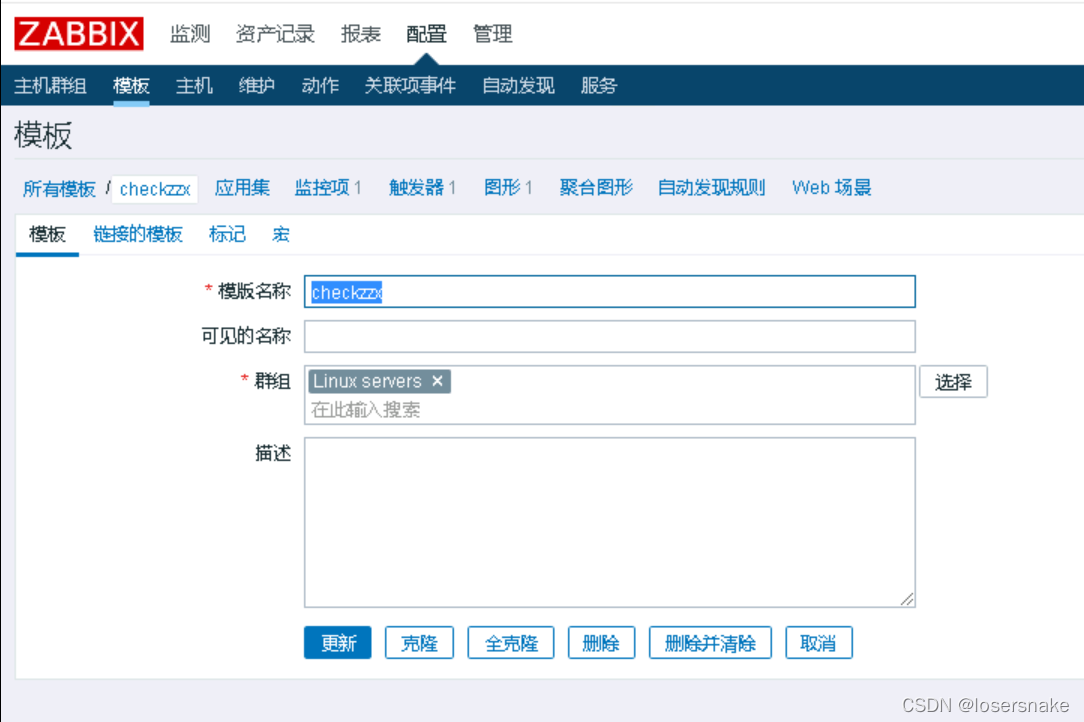 ZABBIX 监测 资产记录 报表 配置 管理
主机群组 模板 主机 维护 动作 关联项事件 自动发现 服务
模板
所有模板 / checkzzx 应用集 监控项 1 触发器 1 图形 1 聚合图形 自动发现规则 Web 场景
模板 链接的模板 标记 宏
* 模版名称 checkzzx
可见的名称
* 群组 Linux servers × 选择
在此输入搜索
描述
更新 克隆 全克隆 删除 删除并清除 取消
CSDN @losersnake